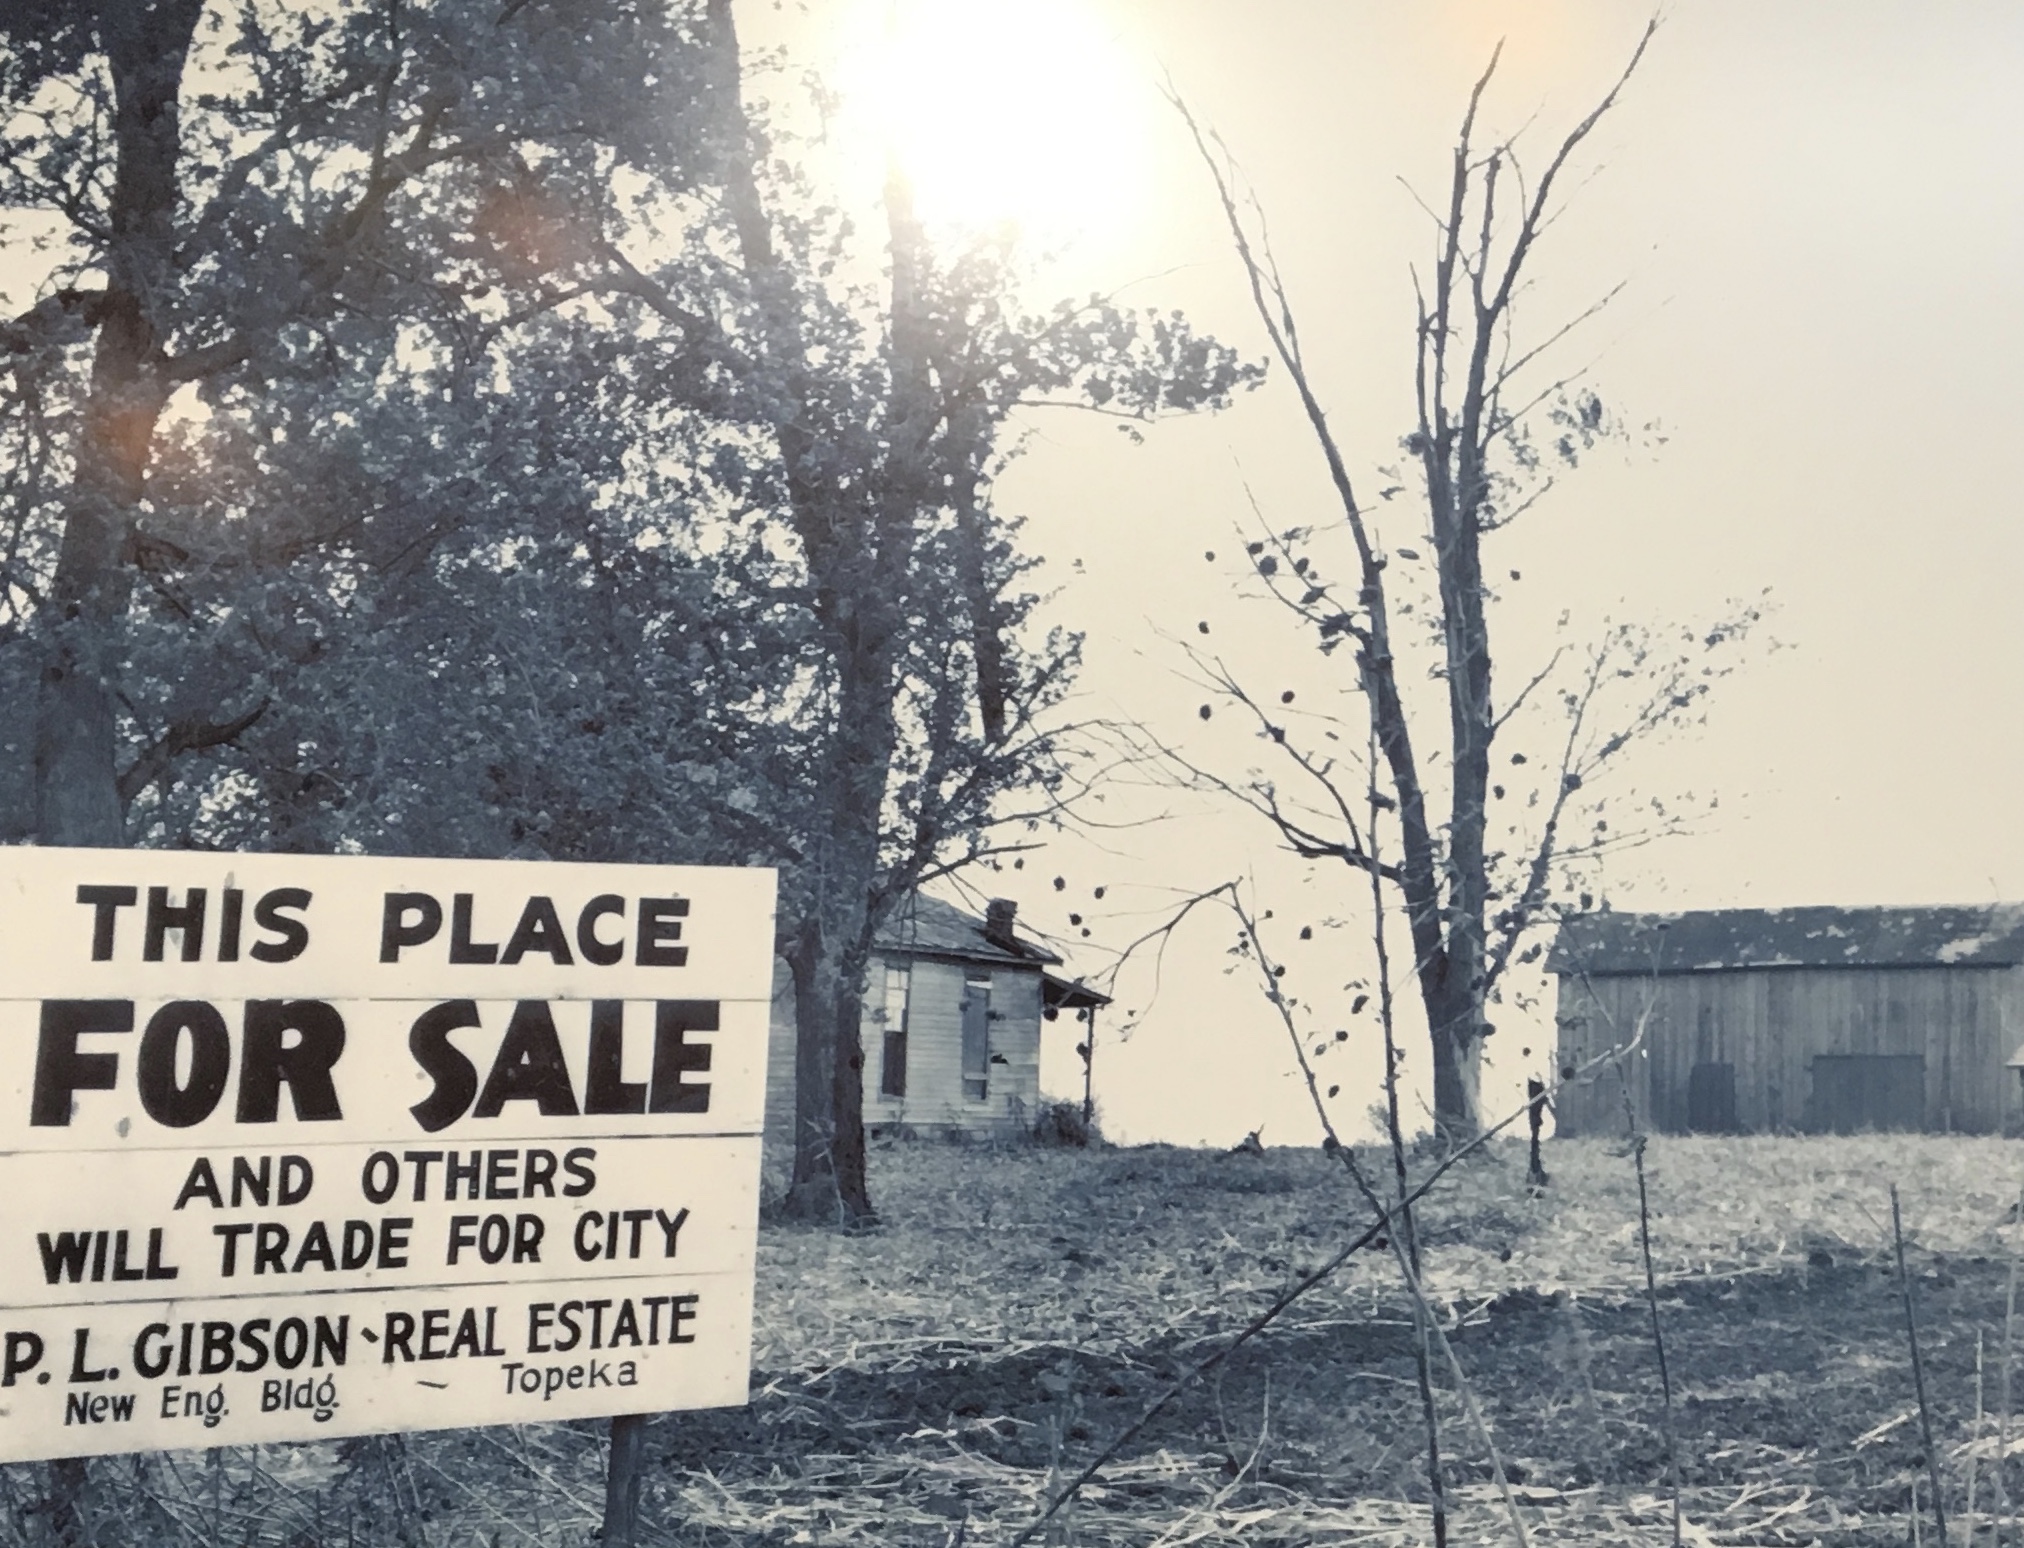 THIS PLACE
FOR SALE
AND OTHERS
WILL TRADE FOR CITY
P. L. GIBSON - REAL ESTATE
New Eng. Bldg. - Topeka